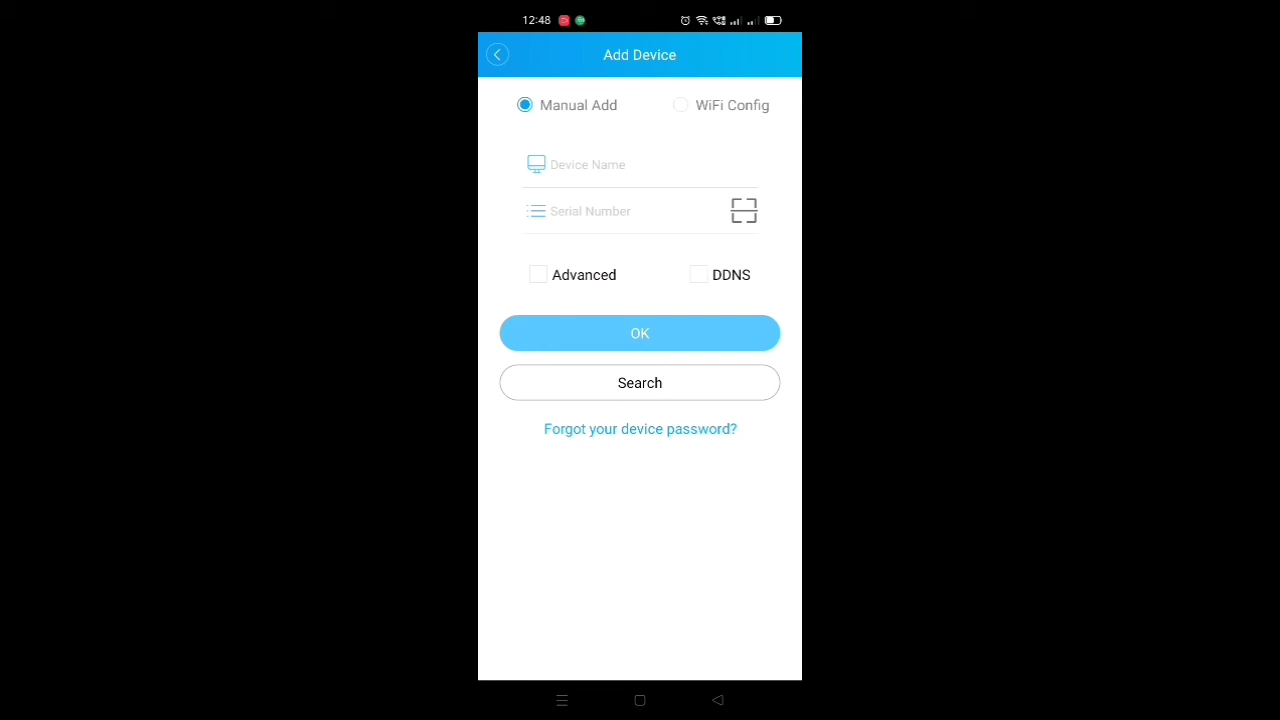 12:48
Add Device
Manual Add WiFi Config
Device Name
Serial Number
Advanced DDNS
OK
Search
Forgot your device password?